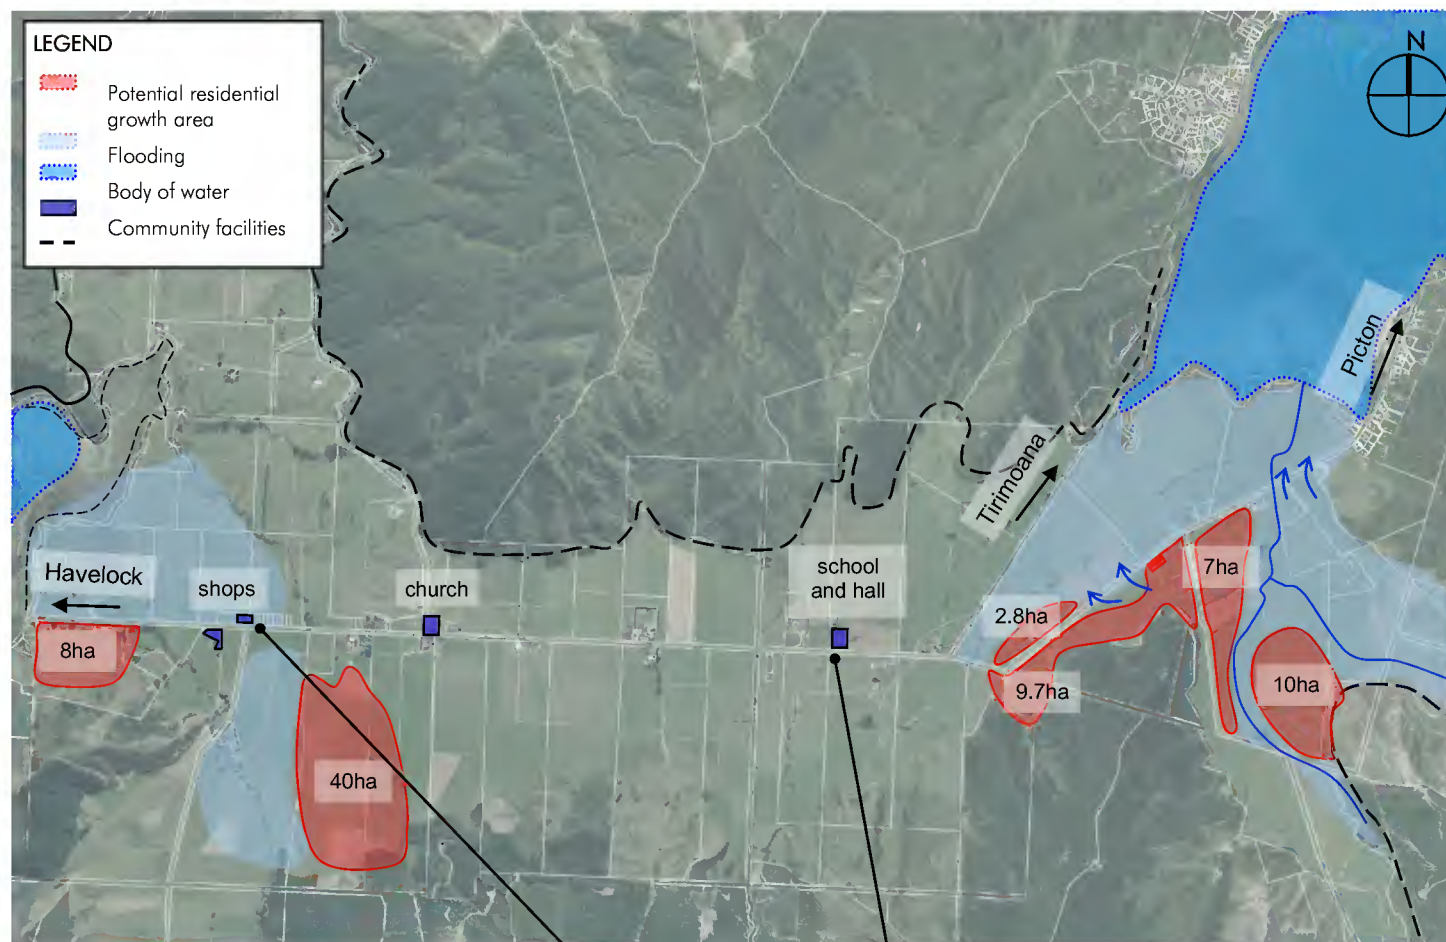 LEGEND
Potential residential
growth area
Flooding
Body of water
Community facilities
N
Picton
Tirimoana
Havelock
shops
church
school
and hall
8ha
40ha
2.8ha
9.7ha
7ha
10ha